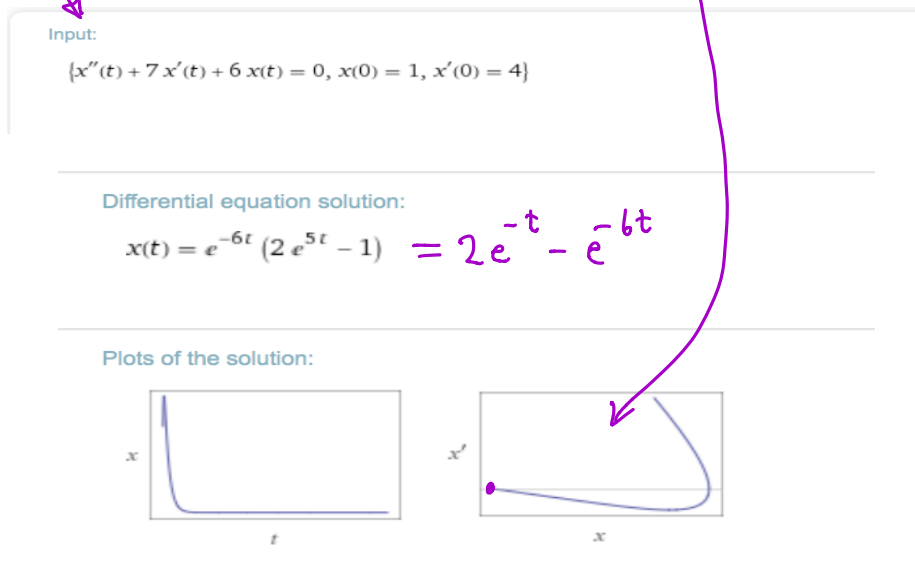 Input:
{x″(t) + 7 x′(t) + 6 x(t) = 0, x(0) = 1, x′(0) = 4}
Differential equation solution:
x(t) = e^{-6t} (2 e^{5t} − 1) = 2e^{-t} − e^{-6t}
Plots of the solution:
x
x′
t
x